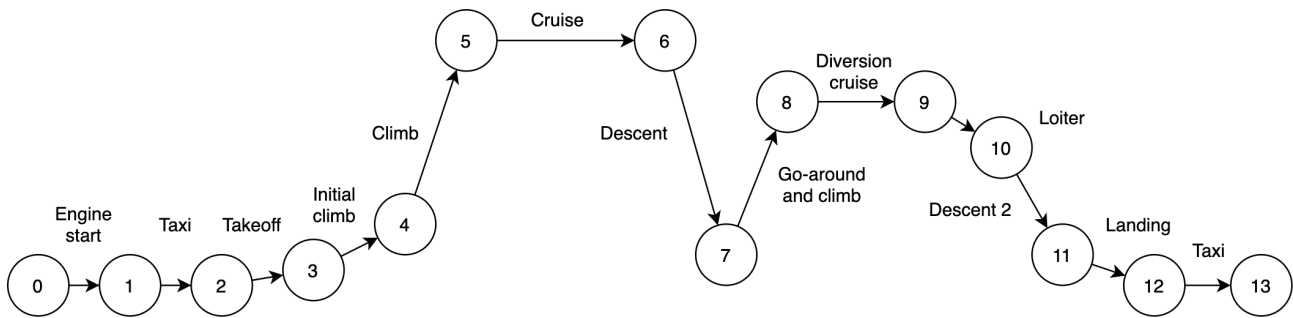 Cruise
5
6
Diversion
cruise
8
9
Loiter
Climb
Descent
10
Go-around
and climb
Initial
climb
Descent 2
Engine
start
Taxi
Takeoff
4
Landing
7
11
Taxi
3
0
1
2
12
13